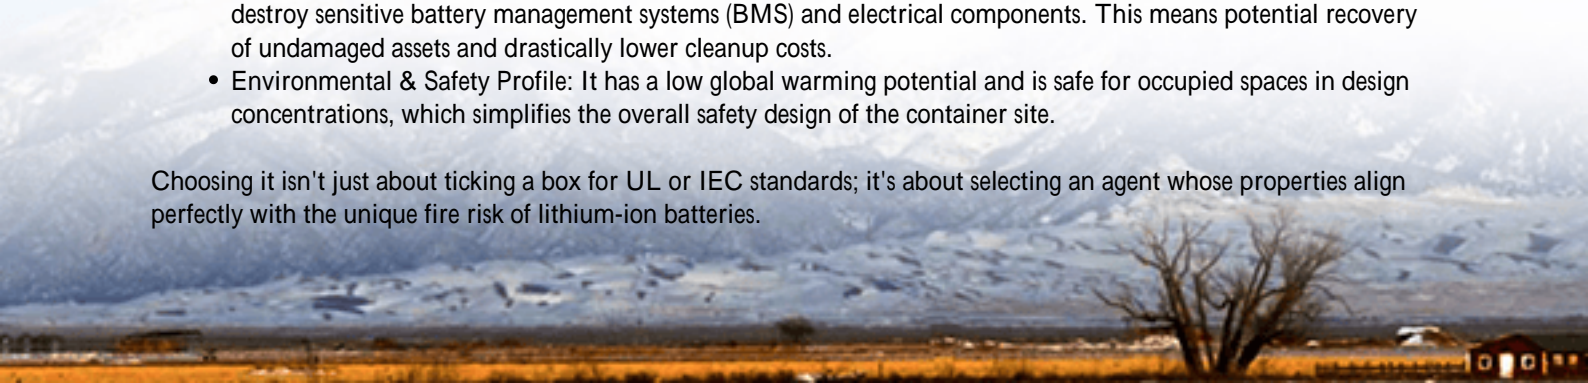 destroy sensitive battery management systems (BMS) and electrical components. This means potential recovery
of undamaged assets and drastically lower cleanup costs.
• Environmental & Safety Profile: It has a low global warming potential and is safe for occupied spaces in design
concentrations, which simplifies the overall safety design of the container site.
Choosing it isn't just about ticking a box for UL or IEC standards; it's about selecting an agent whose properties align
perfectly with the unique fire risk of lithium-ion batteries.